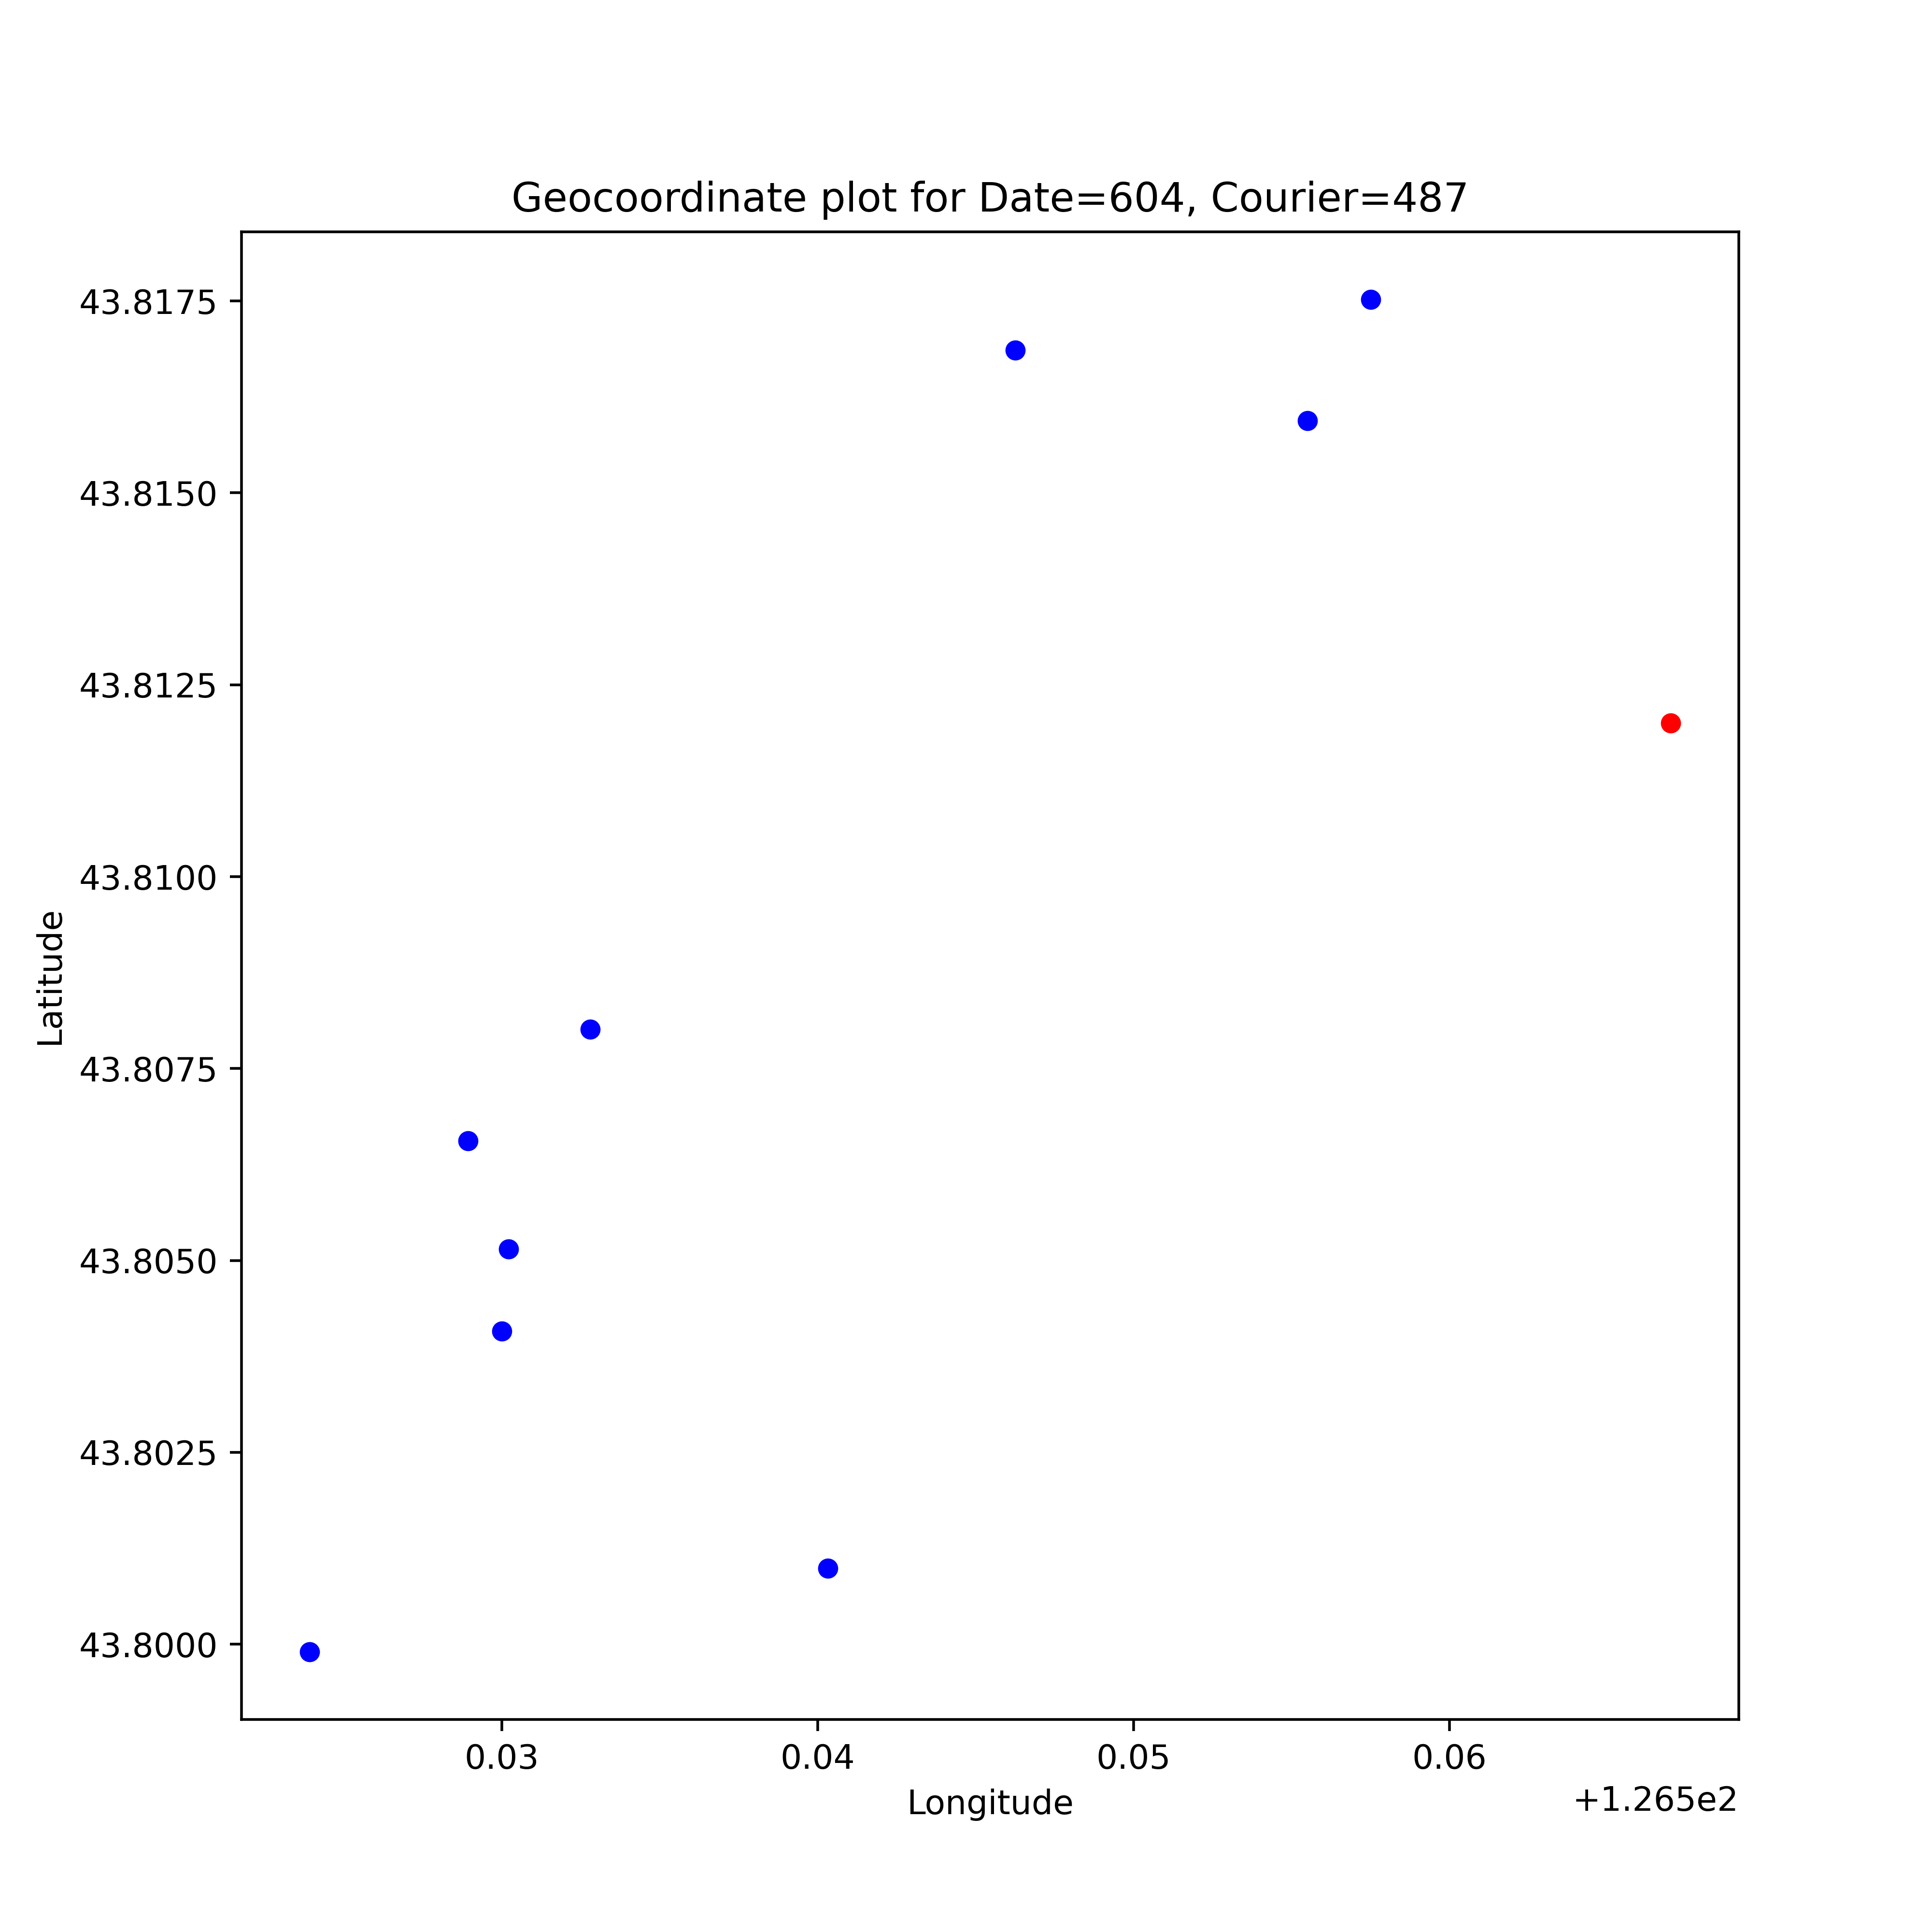 Geocoordinate plot for Date=604, Courier=487
43.8175
43.8150
43.8125
43.8100
43.8075
43.8050
43.8025
43.8000
Latitude
0.03 0.04 0.05 0.06
Longitude
+1.265e2